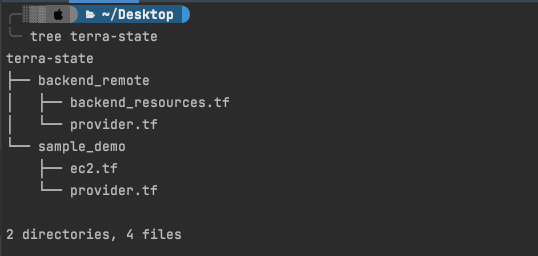 ~/Desktop
tree terra-state
terra-state
├── backend_remote
│   ├── backend_resources.tf
│   └── provider.tf
└── sample_demo
    ├── ec2.tf
    └── provider.tf
2 directories, 4 files